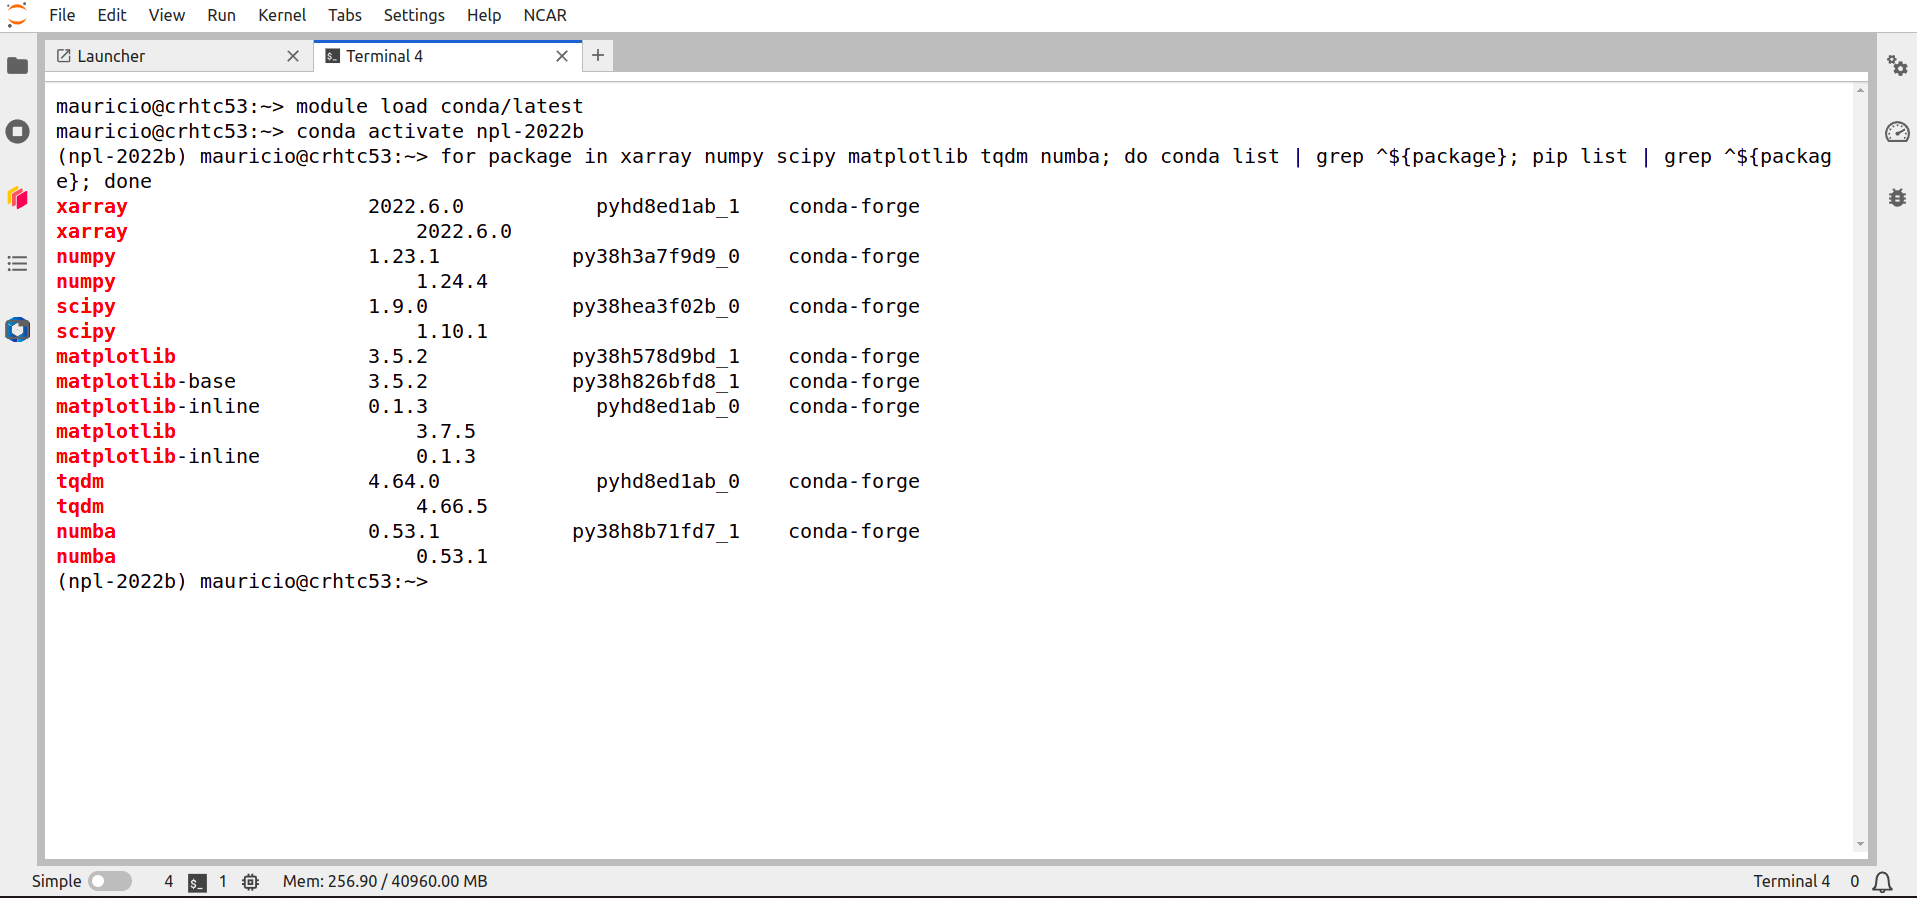 File Edit View Run Kernel Tabs Settings Help NCAR
Launcher Terminal 4
mauricio@crhtc53:~> module load conda/latest
mauricio@crhtc53:~> conda activate npl-2022b
(npl-2022b) mauricio@crhtc53:~> for package in xarray numpy scipy matplotlib tqdm numba; do conda list | grep ^${package}; pip list | grep ^${packag
e}; done
xarray 2022.6.0 pyhd8ed1ab_1 conda-forge
xarray 2022.6.0
numpy 1.23.1 py38h3a7f9d9_0 conda-forge
numpy 1.24.4
scipy 1.9.0 py38hea3f02b_0 conda-forge
scipy 1.10.1
matplotlib 3.5.2 py38h578d9bd_1 conda-forge
matplotlib-base 3.5.2 py38h826bfd8_1 conda-forge
matplotlib-inline 0.1.3 pyhd8ed1ab_0 conda-forge
matplotlib 3.7.5
matplotlib-inline 0.1.3
tqdm 4.64.0 pyhd8ed1ab_0 conda-forge
tqdm 4.66.5
numba 0.53.1 py38h8b71fd7_1 conda-forge
numba 0.53.1
(npl-2022b) mauricio@crhtc53:~>
Simple 4 1 Mem: 256.90 / 40960.00 MB Terminal 4 0